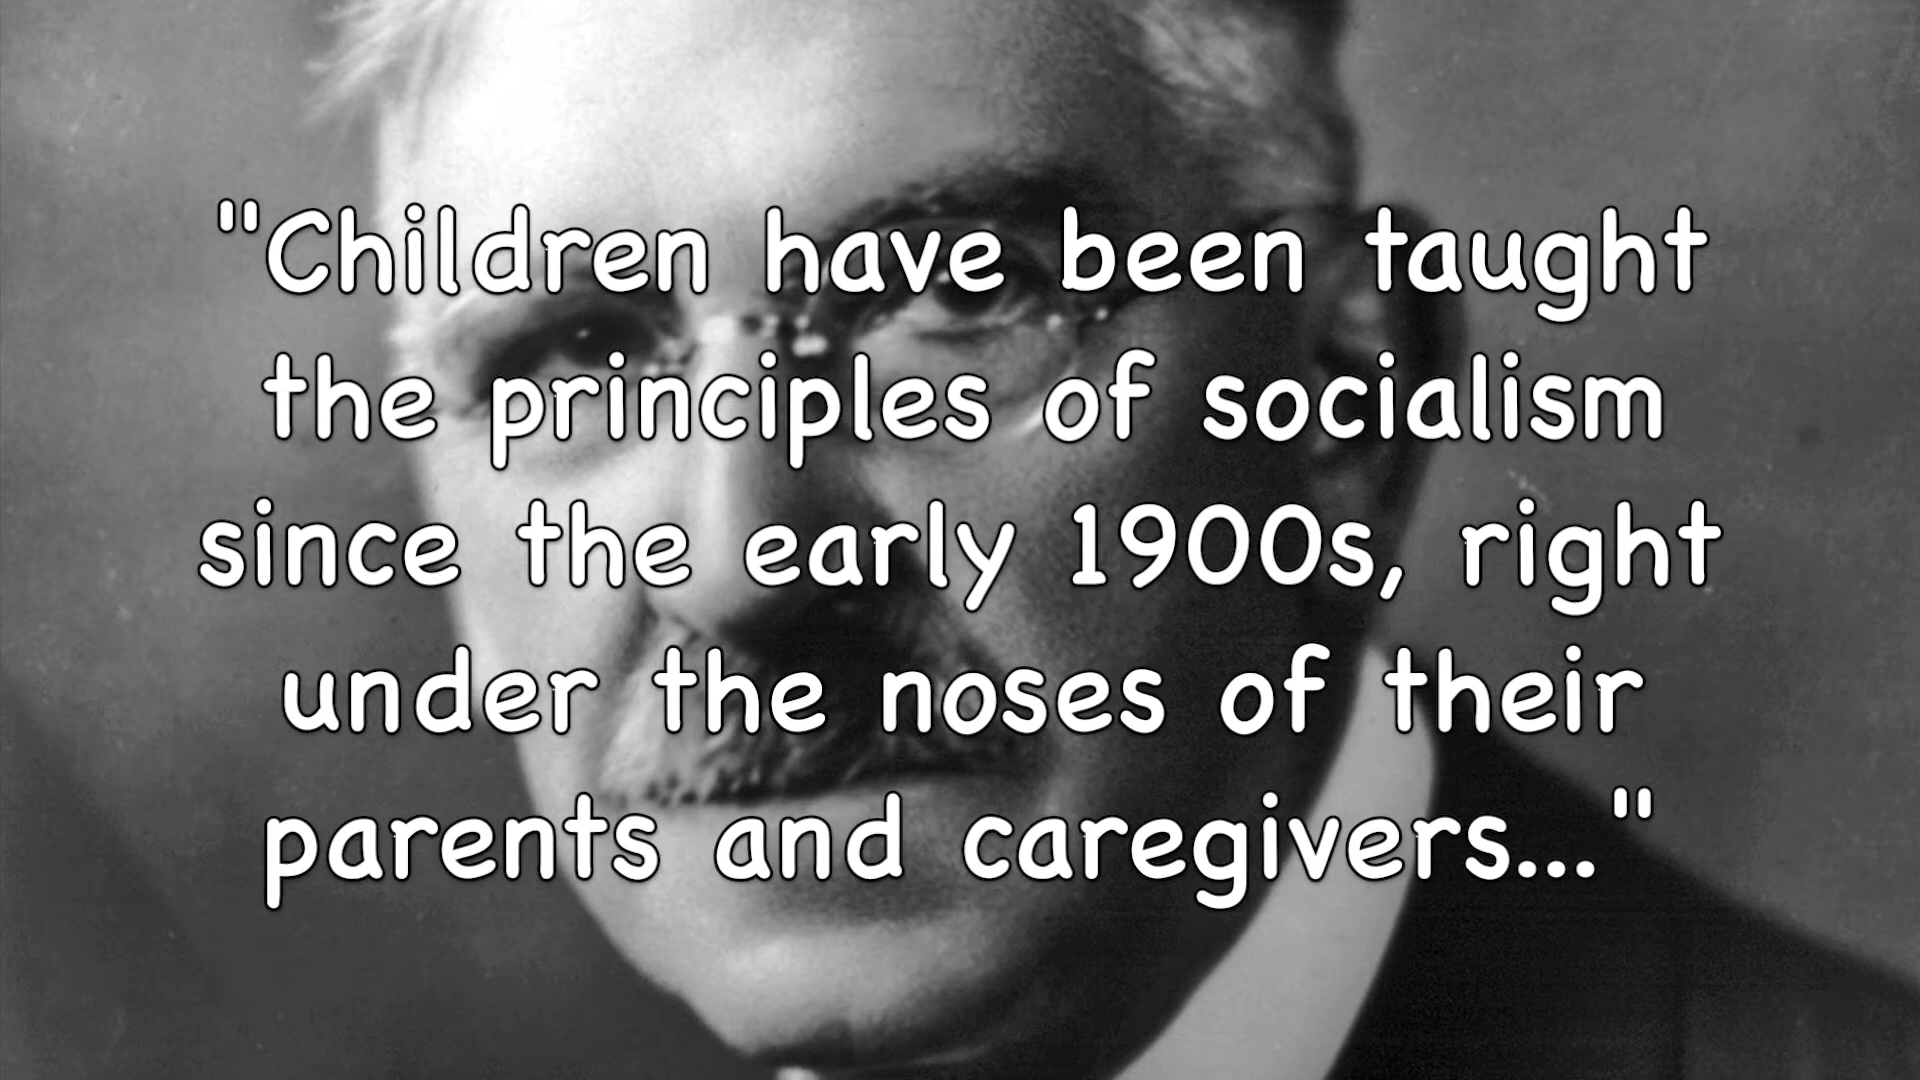 "Children have been taught
the principles of socialism
since the early 1900s, right
under the noses of their
parents and caregivers..."